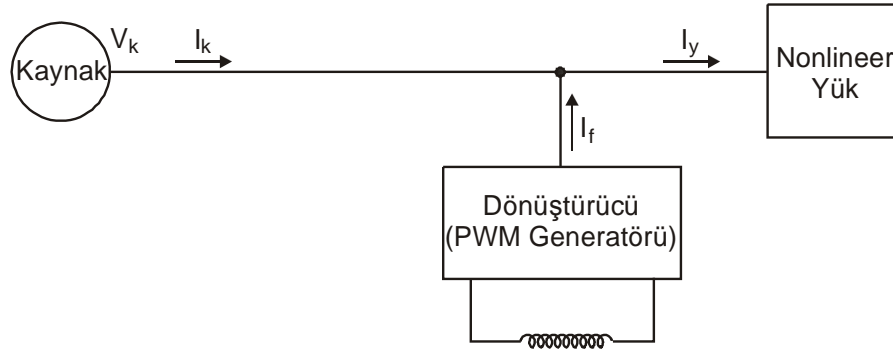 Kaynak
V_k
I_k
I_y
Nonlineer
Yük
I_f
Dönüştürücü
(PWM Generatörü)